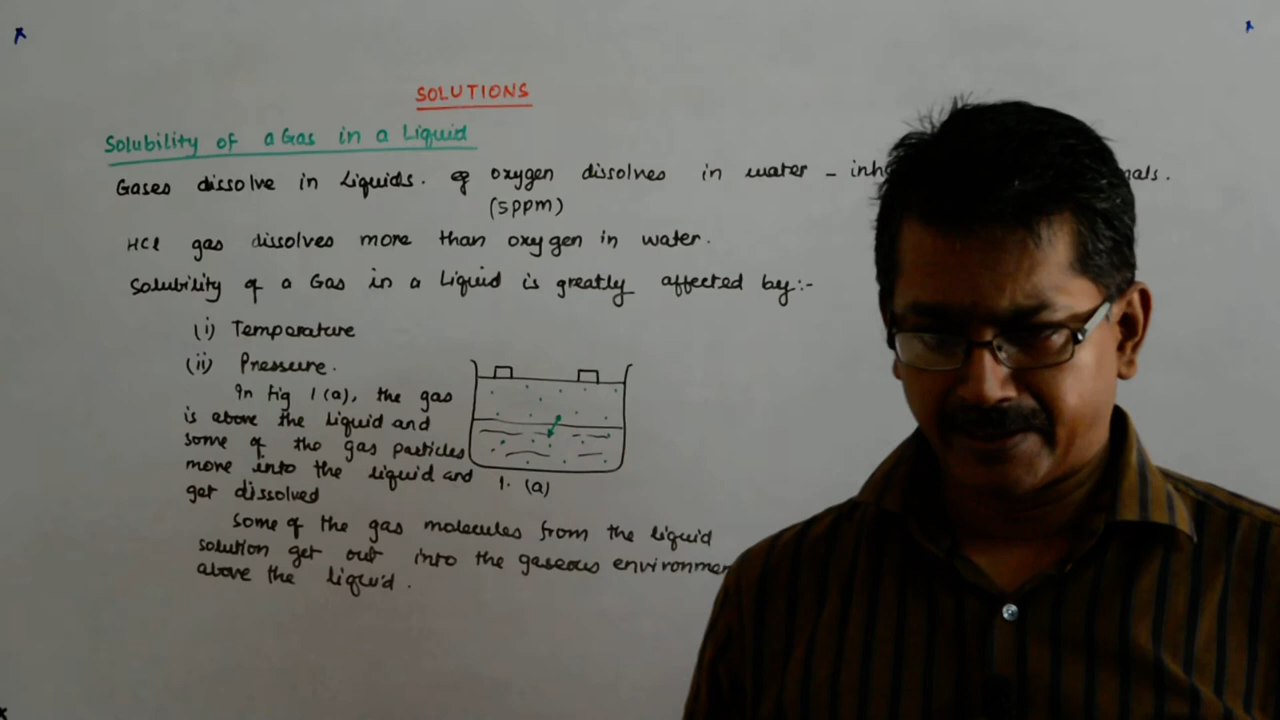 SOLUTIONS
Solubility of a Gas in a Liquid
Gases dissolve in Liquids. eg oxygen dissolves in water -
(5ppm)
HCl gas dissolves more than oxygen in water.
Solubility of a Gas in a Liquid is greatly affected by:-
(i) Temperature
(ii) Pressure.
In Fig 1(a), the gas
is above the liquid and
some of the gas particles
move into the liquid and
get dissolved
1. (a)
Some of the gas molecules from the liquid
solution get out into the gaseous environmen
above the liquid.